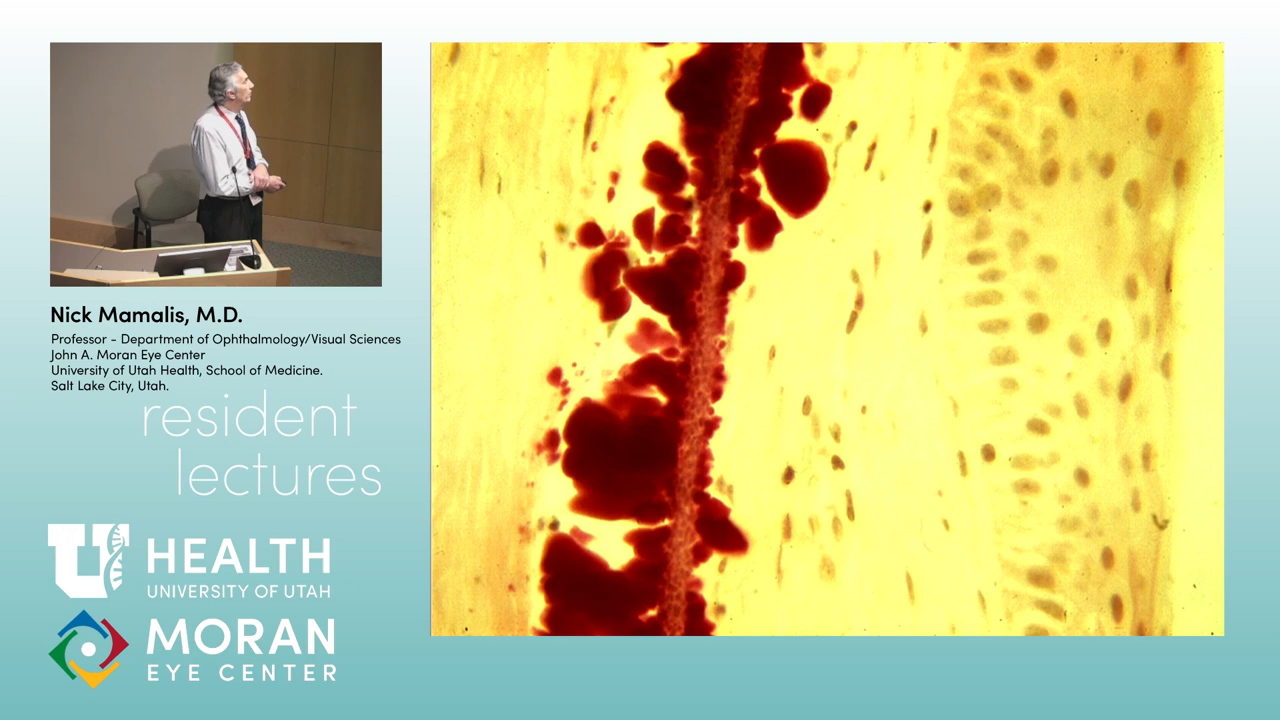 Nick Mamalis, M.D.
Professor - Department of Ophthalmology/Visual Sciences
John A. Moran Eye Center
University of Utah Health, School of Medicine.
Salt Lake City, Utah.
resident
lectures
U HEALTH
UNIVERSITY OF UTAH
MORAN
EYE CENTER